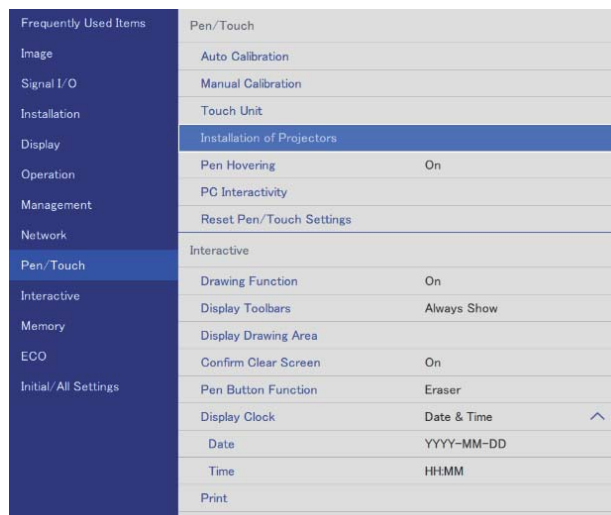 Frequently Used Items
Image
Signal I/O
Installation
Display
Operation
Management
Network
Pen/Touch
Interactive
Memory
ECO
Initial/All Settings
Pen/Touch
Auto Calibration
Manual Calibration
Touch Unit
Installation of Projectors
Pen Hovering On
PC Interactivity
Reset Pen/Touch Settings
Interactive
Drawing Function On
Display Toolbars Always Show
Display Drawing Area
Confirm Clear Screen On
Pen Button Function Eraser
Display Clock Date & Time
Date YYYY-MM-DD
Time HH:MM
Print